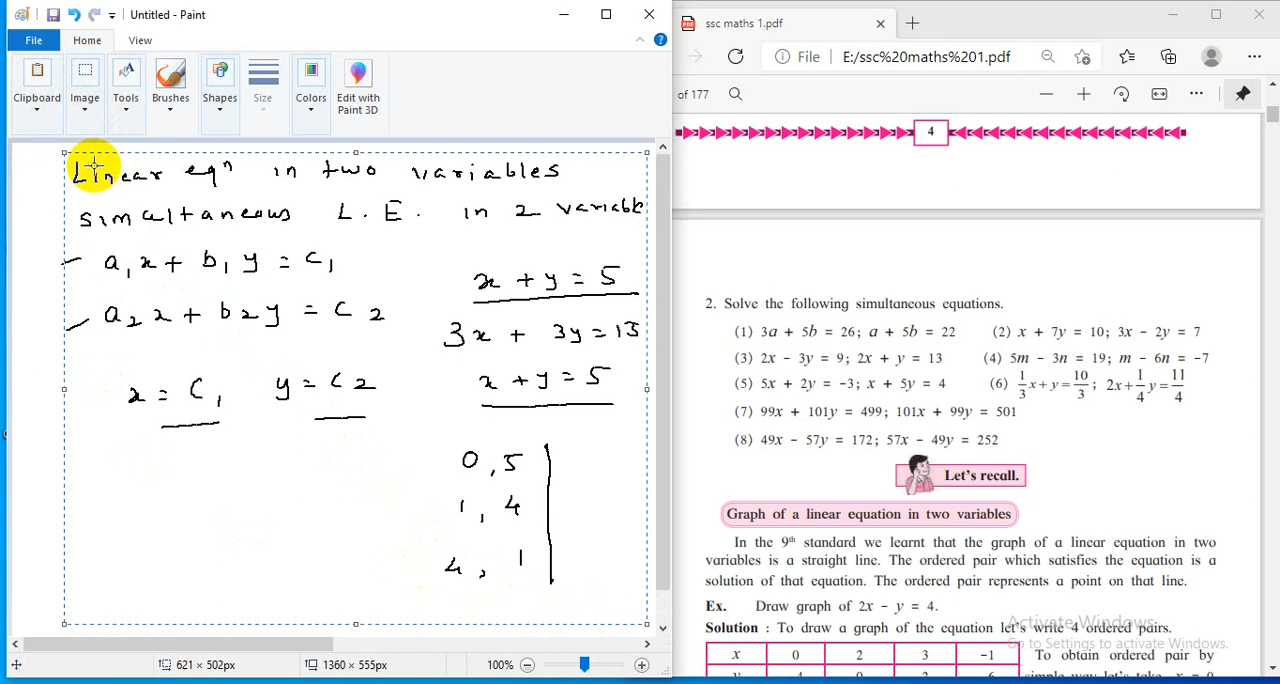 Untitled - Paint
File Home View
Clipboard Image Tools Brushes Shapes Size Colors Edit with Paint 3D
Linear eqn in two variables
simultaneous L. E. in 2 variable
a1x + b1y = c1
x + y = 5
a2x + b2y = c2
3x + 3y = 13
x = c1 y = c2
x + y = 5
0, 5
1, 4
4, 1
621 × 502px 1360 × 555px 100%
ssc maths 1.pdf
File E:/ssc%20maths%201.pdf
of 177
4
2. Solve the following simultaneous equations.
(1) 3a + 5b = 26; a + 5b = 22 (2) x + 7y = 10; 3x - 2y = 7
(3) 2x - 3y = 9; 2x + y = 13 (4) 5m - 3n = 19; m - 6n = -7
(5) 5x + 2y = -3; x + 5y = 4 (6) 1/3 x + y = 10/3; 2x + 1/4 y = 11/4
(7) 99x + 101y = 499; 101x + 99y = 501
(8) 49x - 57y = 172; 57x - 49y = 252
Let's recall.
Graph of a linear equation in two variables
In the 9th standard we learnt that the graph of a linear equation in two
variables is a straight line. The ordered pair which satisfies the equation is a
solution of that equation. The ordered pair represents a point on that line.
Ex. Draw graph of 2x - y = 4.
Solution : To draw a graph of the equation let's write 4 ordered pairs.
x 0 2 3 -1 To obtain ordered pair by
simple way let's take x = 0
Activate Windows
Go to Settings to activate Windows.